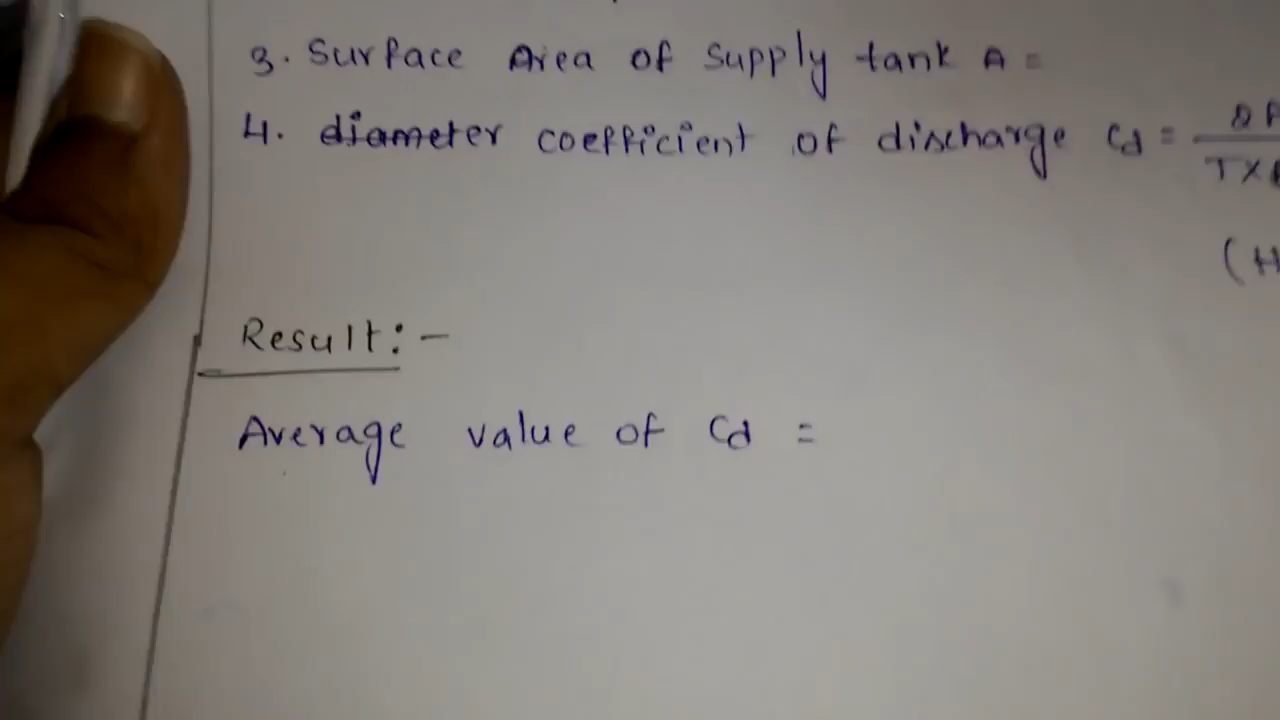 3. Surface Area of supply tank A =
4. diameter coefficient of discharge Cd =
Result:-
Average value of Cd =